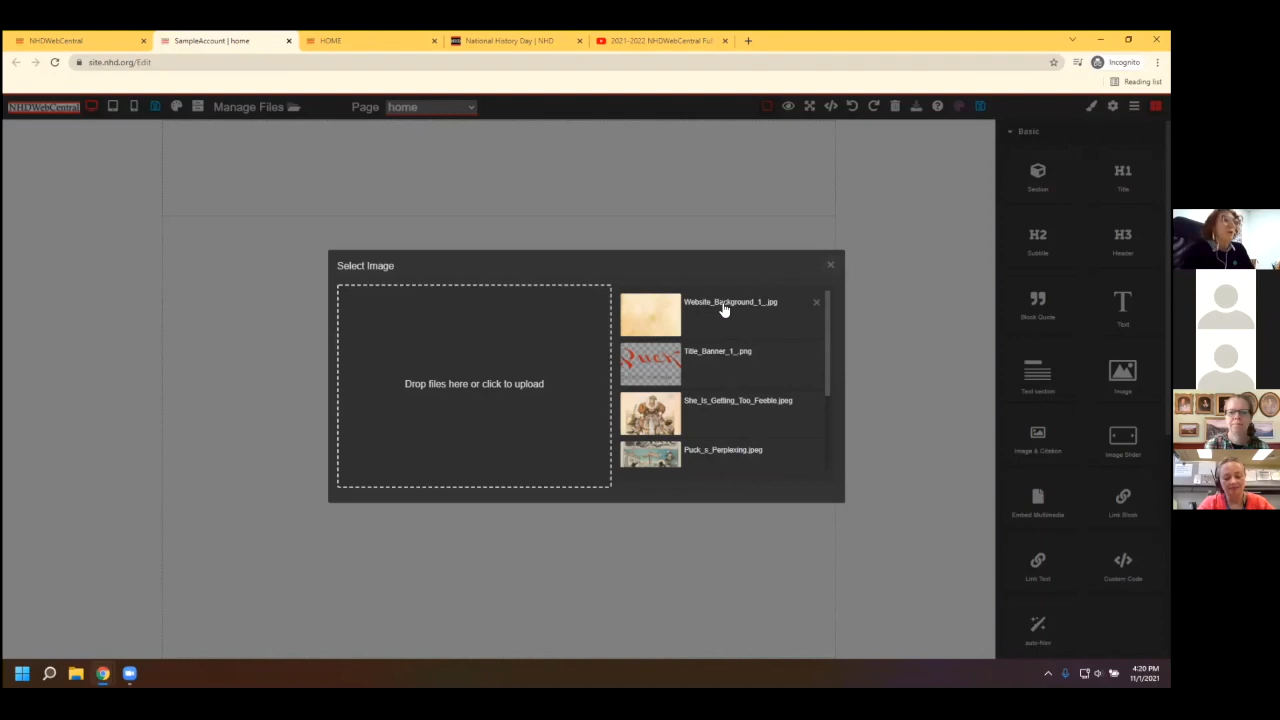 NHDWebCentral
SampleAccount | home
HOME
National History Day | NHD
2021-2022 NHDWebCentral Ful
site.nhd.org/Edit
Incognito
Reading list
NHDWebCentral
Manage Files
Page
home
Basic
Section
H1
Title
H2
Subtitle
H3
Header
Block Quote
Text
Text section
Image
Image & Citation
Image Slider
Embed Multimedia
Link Block
Link Text
Custom Code
auto-Nav
Select Image
Drop files here or click to upload
Website_Background_1_.jpg
Title_Banner_1_.png
She_Is_Getting_Too_Feeble.jpeg
Puck_s_Perplexing.jpeg
4:20 PM
11/1/2021